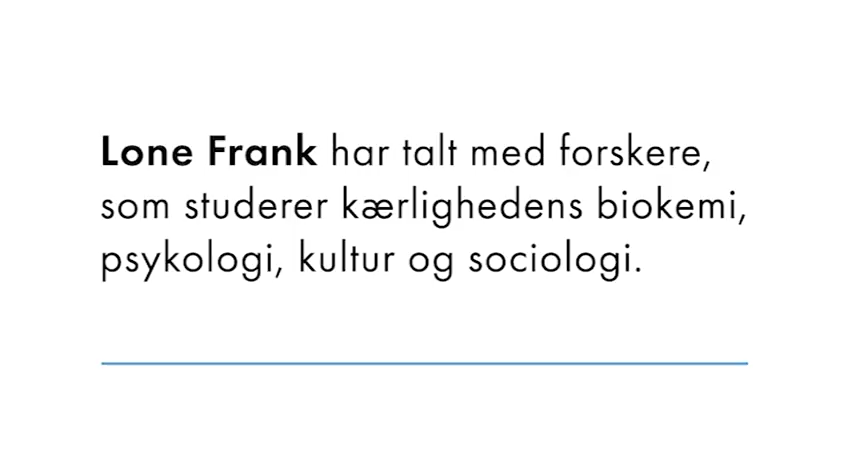 Lone Frank har talt med forskere,
som studerer kærlighedens biokemi,
psykologi, kultur og sociologi.